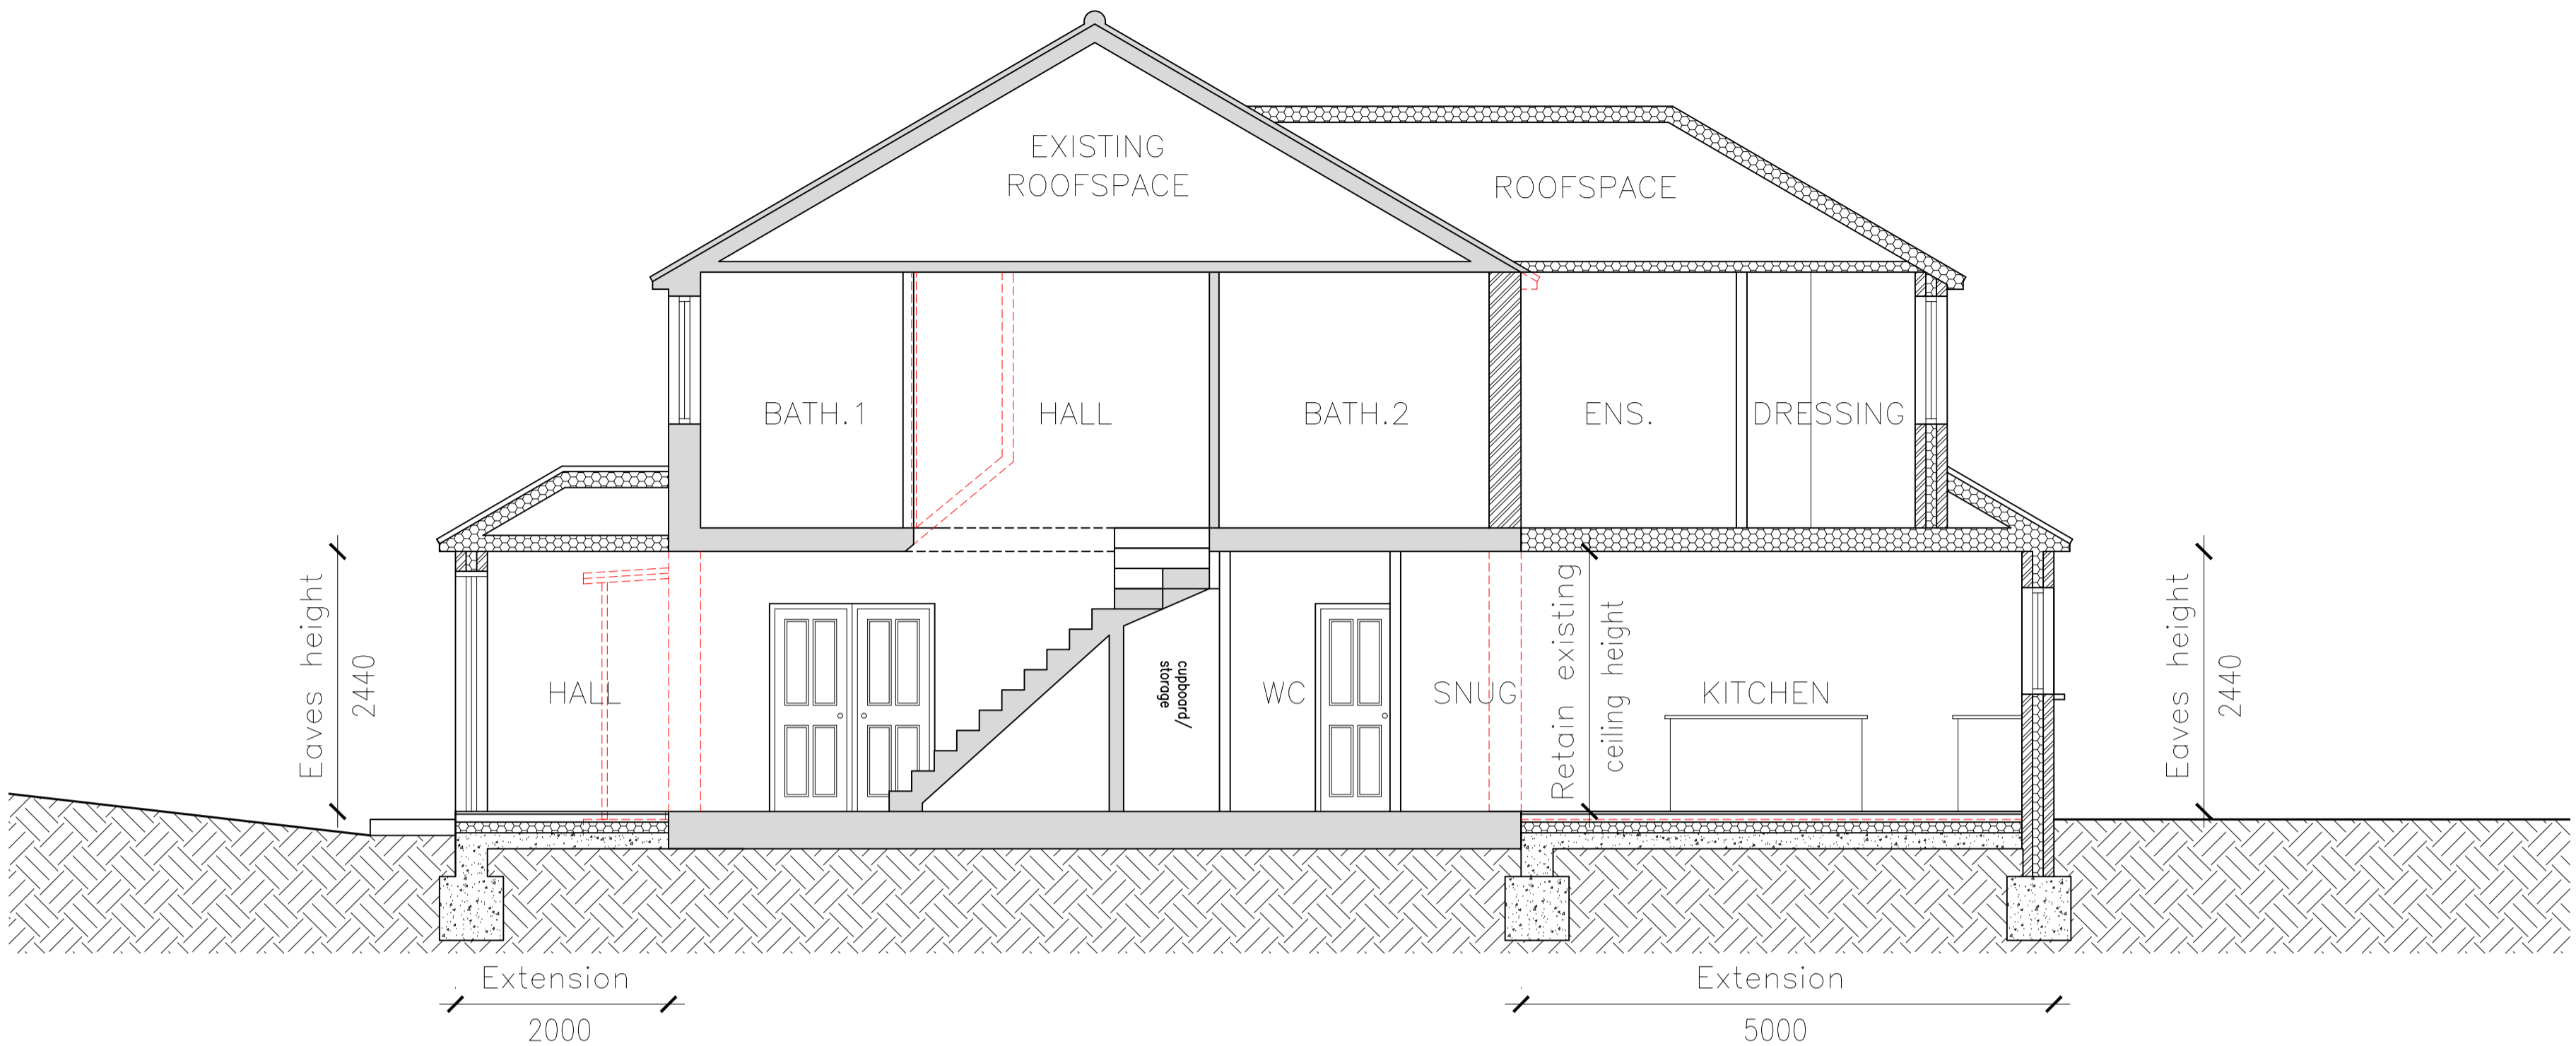 EXISTING
ROOFSPACE
ROOFSPACE
BATH.1
HALL
BATH.2
ENS.
DRESSING
Eaves height
2440
HALL
cupboard/
storage
WC
SNUG
Retain existing
ceiling height
KITCHEN
Eaves height
2440
Extension
2000
Extension
5000